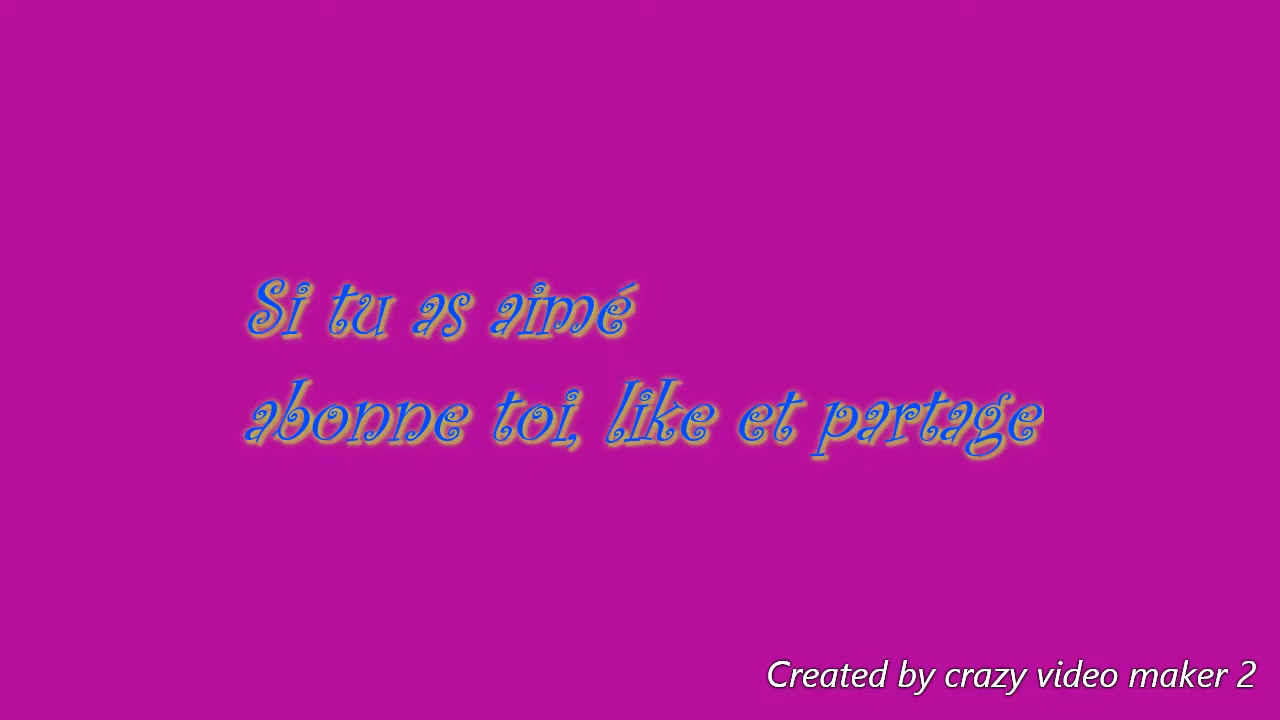 Si tu as aimé
abonne toi, like et partage
Created by crazy video maker 2